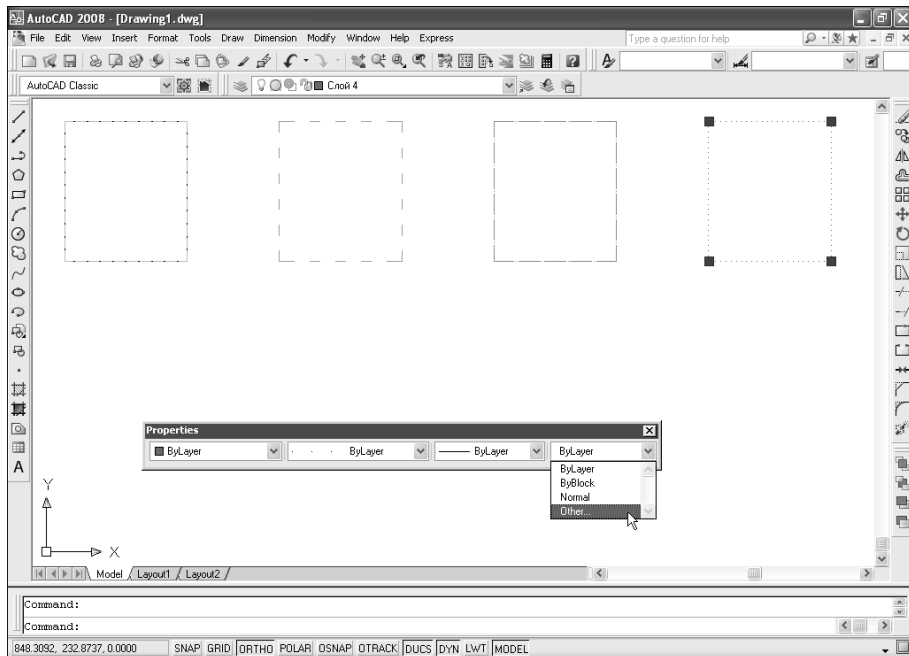 AutoCAD 2008 - [Drawing1.dwg]
File Edit View Insert Format Tools Draw Dimension Modify Window Help Express
Type a question for help
AutoCAD Classic
Слой 4
Properties
ByLayer ByLayer ByLayer ByLayer
ByLayer
ByBlock
Normal
Other...
Y
X
Model Layout1 Layout2
Command:
Command:
848.3092, 232.8737, 0.0000 SNAP GRID ORTHO POLAR OSNAP OTRACK DUCS DYN LWT MODEL